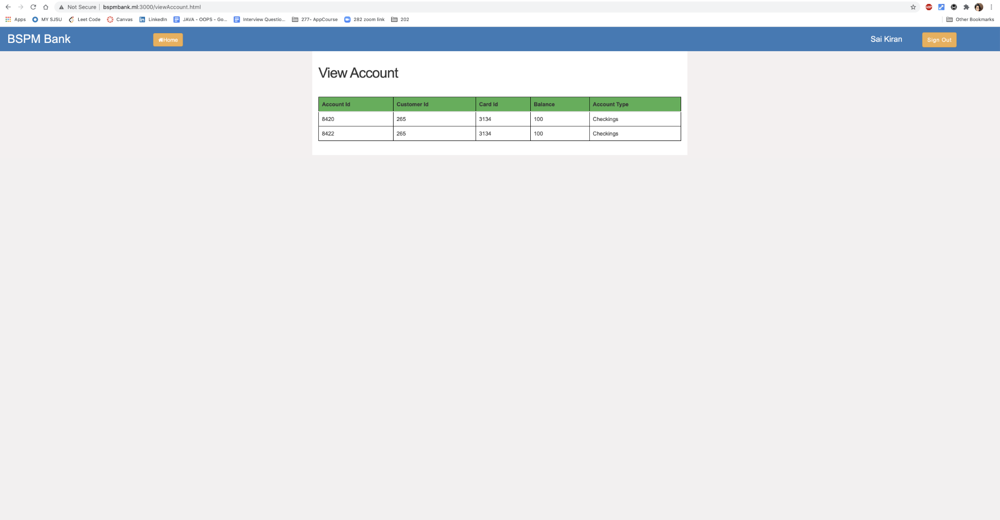 Not Secure bspmbank.ml:3000/viewAccount.html ABP
Apps MY SJSU Leet Code Canvas LinkedIn JAVA - OOPS - Go... Interview Questio... 277- AppCourse 282 zoom link 202 Other Bookmarks
BSPM Bank Home Sai Kiran Sign Out
View Account
Account Id Customer Id Card Id Balance Account Type
8420 265 3134 100 Checkings
8422 265 3134 100 Checkings